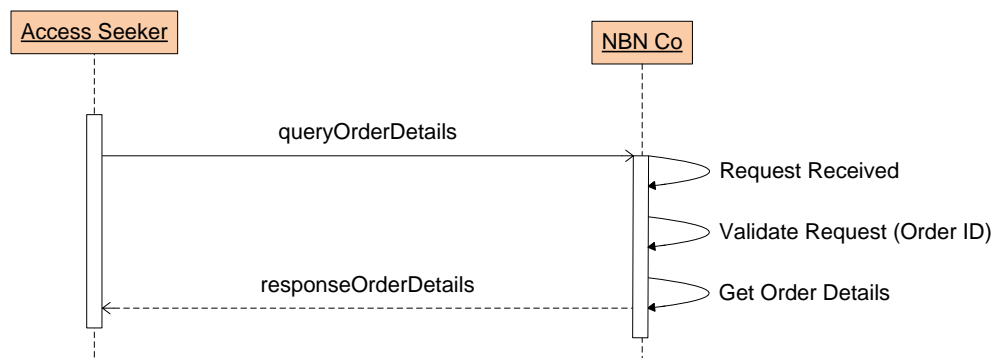 Access Seeker
NBN Co
queryOrderDetails
Request Received
Validate Request (Order ID)
responseOrderDetails
Get Order Details